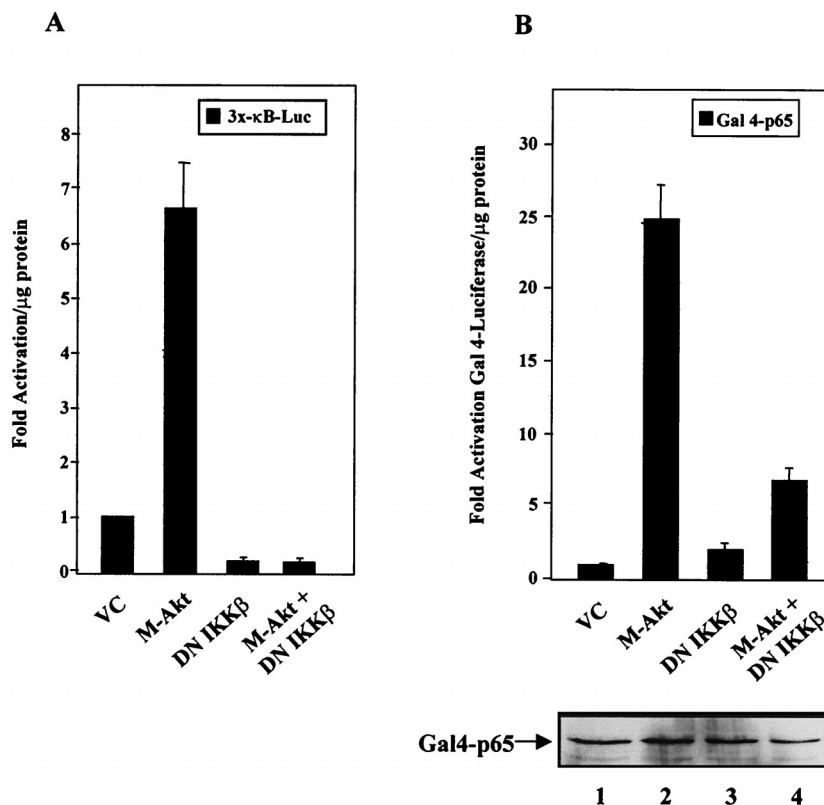 A
3x-κB-Luc
Fold Activation/µg protein
8
7
6
5
4
3
2
1
0
VC
M-Akt
DN IKKβ
M-Akt +
DN IKKβ
B
Gal 4-p65
Fold Activation Gal 4-Luciferase/µg protein
30
25
20
15
10
5
0
VC
M-Akt
DN IKKβ
M-Akt +
DN IKKβ
Gal4-p65
1 2 3 4